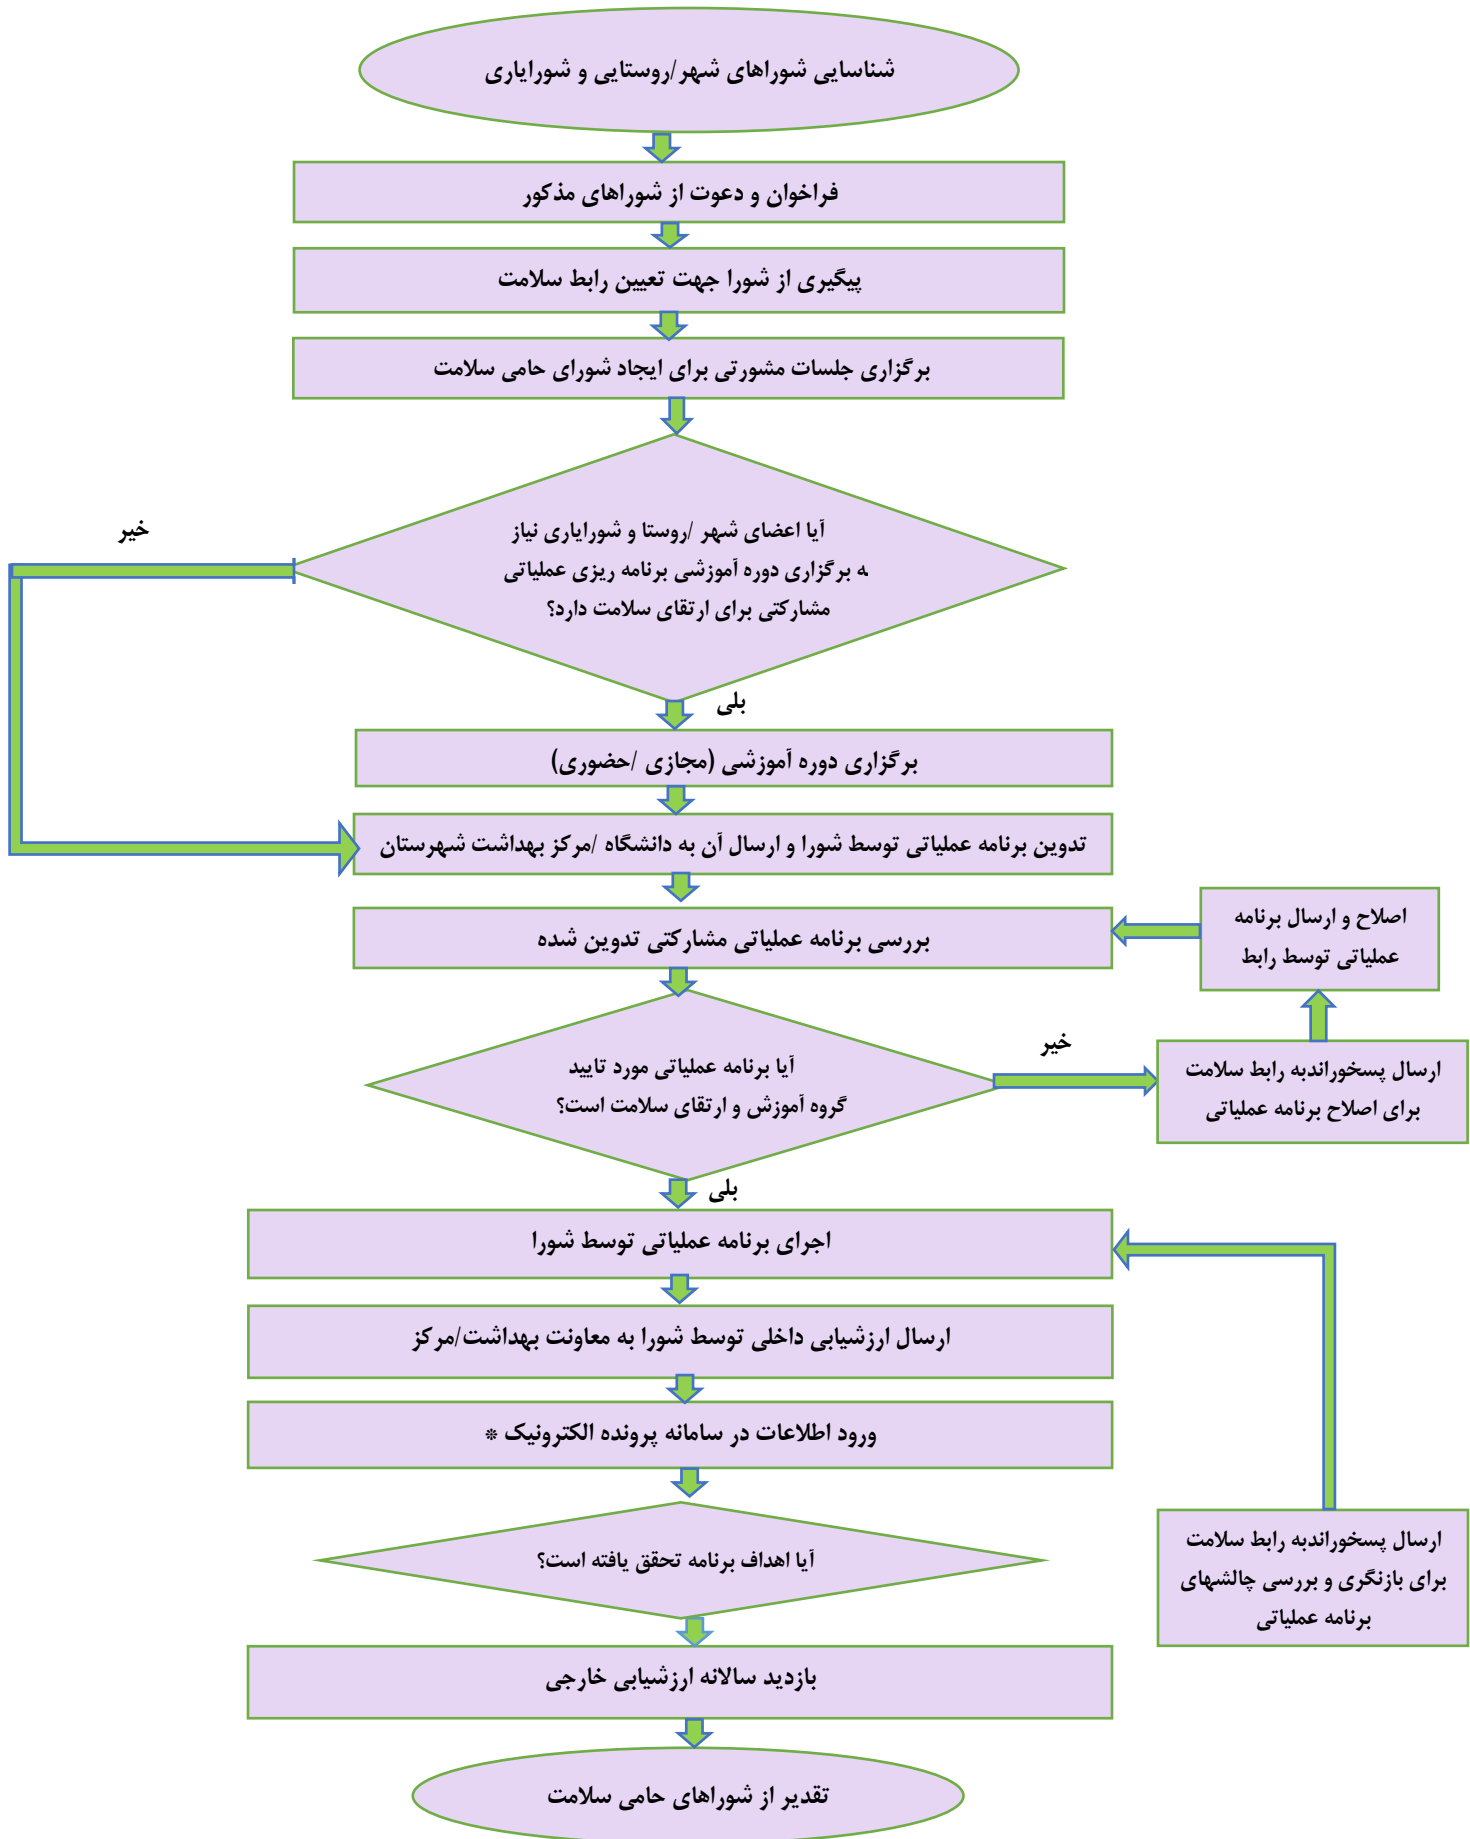 شناسایی شوراهای شهر/روستایی و شورایاری
فراخوان و دعوت از شوراهای مذکور
پیگیری از شورا جهت تعیین رابط سلامت
برگزاری جلسات مشورتی برای ایجاد شورای حامی سلامت
آیا اعضای شهر /روستا و شورایاری نیاز
ه برگزاری دوره آموزشی برنامه ریزی عملیاتی
مشارکتی برای ارتقای سلامت دارد؟
خیر
بلی
برگزاری دوره آموزشی (مجازی /حضوری)
تدوین برنامه عملیاتی توسط شورا و ارسال آن به دانشگاه /مرکز بهداشت شهرستان
بررسی برنامه عملیاتی مشارکتی تدوین شده
اصلاح و ارسال برنامه
عملیاتی توسط رابط
آیا برنامه عملیاتی مورد تایید
گروه آموزش و ارتقای سلامت است؟
خیر
ارسال پسخوراندبه رابط سلامت
برای اصلاح برنامه عملیاتی
بلی
اجرای برنامه عملیاتی توسط شورا
ارسال ارزشیابی داخلی توسط شورا به معاونت بهداشت/مرکز
ورود اطلاعات در سامانه پرونده الکترونیک *
آیا اهداف برنامه تحقق یافته است؟
ارسال پسخوراندبه رابط سلامت
برای بازنگری و بررسی چالشهای
برنامه عملیاتی
بازدید سالانه ارزشیابی خارجی
تقدیر از شوراهای حامی سلامت